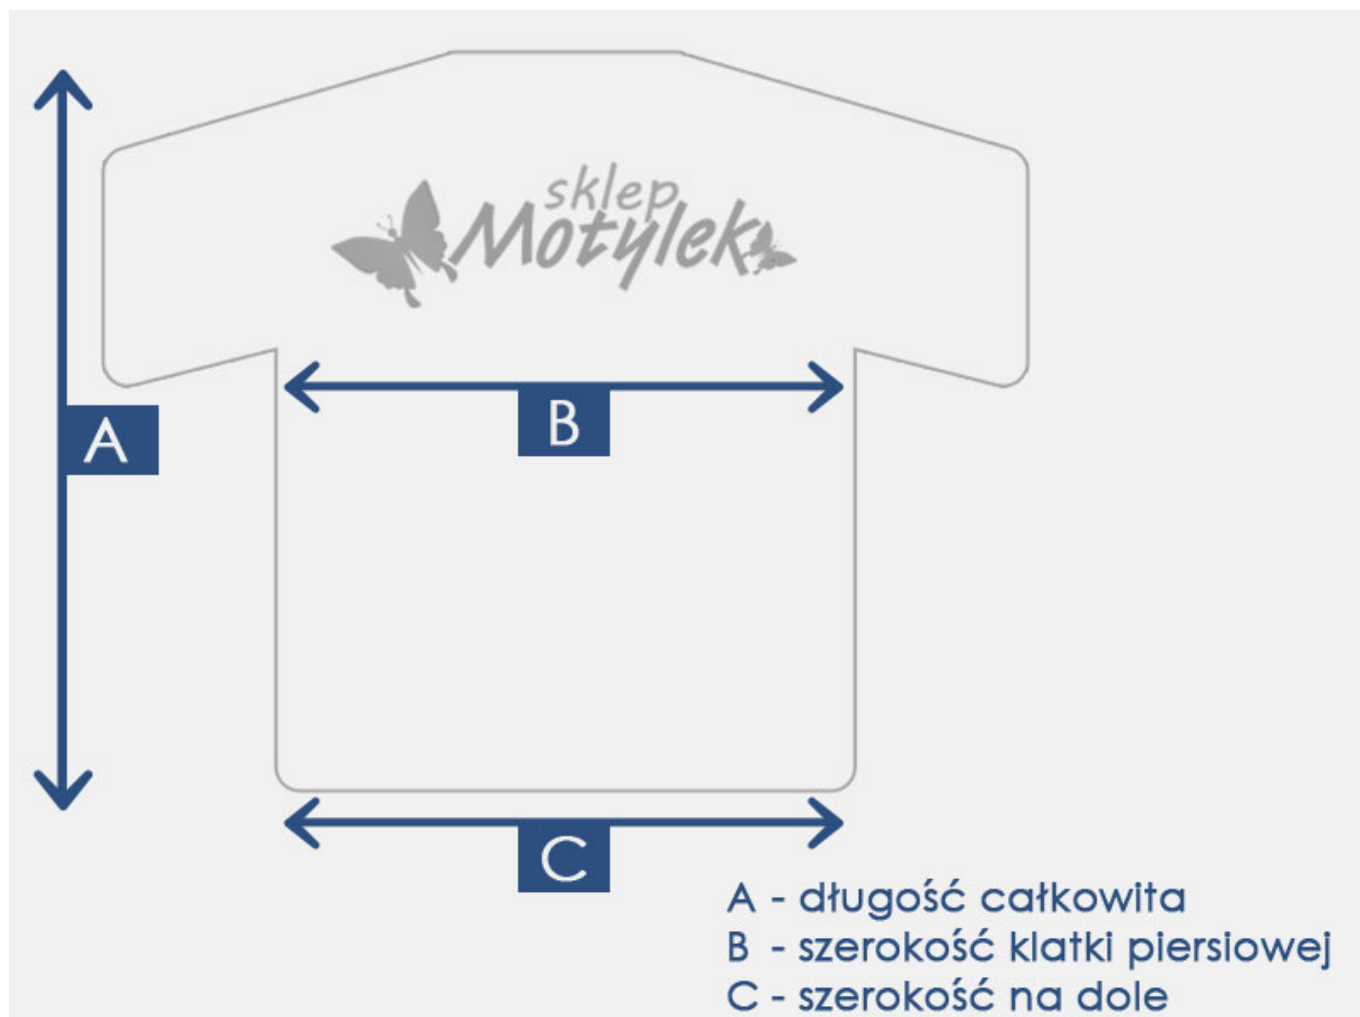 sklep
Motylek
A
B
C
A - długość całkowita
B - szerokość klatki piersiowej
C - szerokość na dole